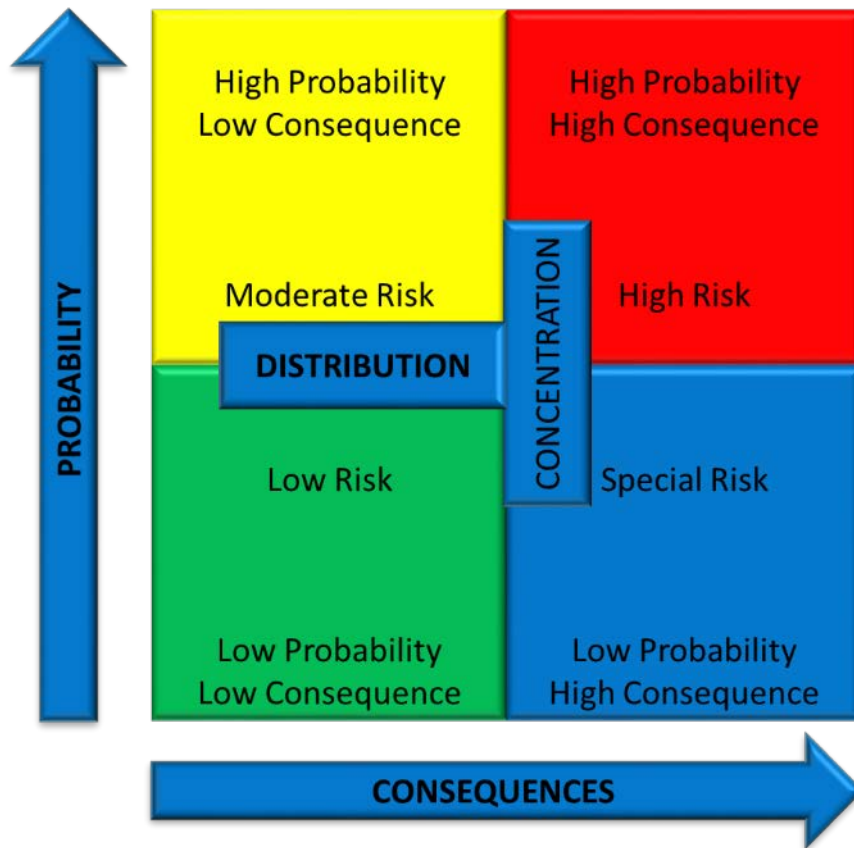 High Probability
Low Consequence
High Probability
High Consequence
Moderate Risk
High Risk
PROBABILITY
DISTRIBUTION
CONCENTRATION
Low Risk
Special Risk
Low Probability
Low Consequence
Low Probability
High Consequence
CONSEQUENCES